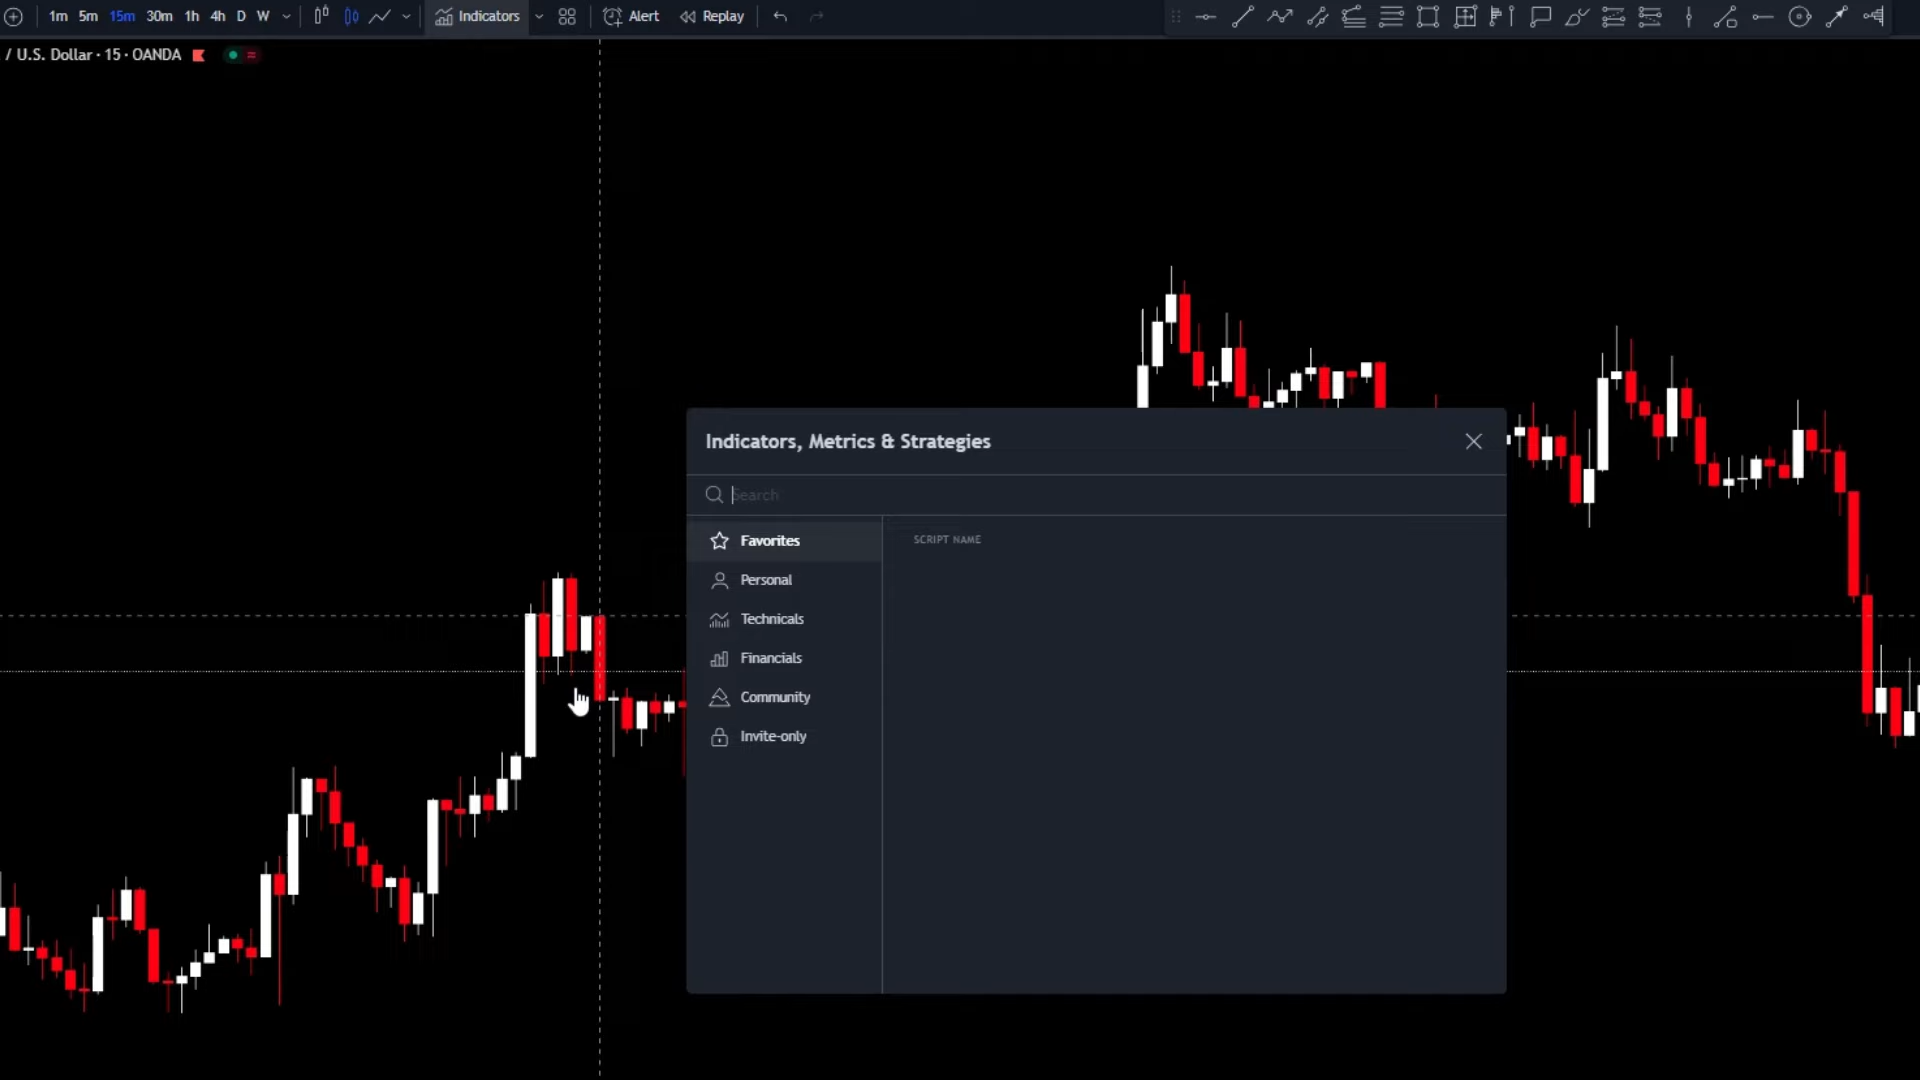 1m 5m 15m 30m 1h 4h D W Indicators Alert Replay
/ U.S. Dollar · 15 · OANDA
Indicators, Metrics & Strategies
Search
Favorites
SCRIPT NAME
Personal
Technicals
Financials
Community
Invite-only